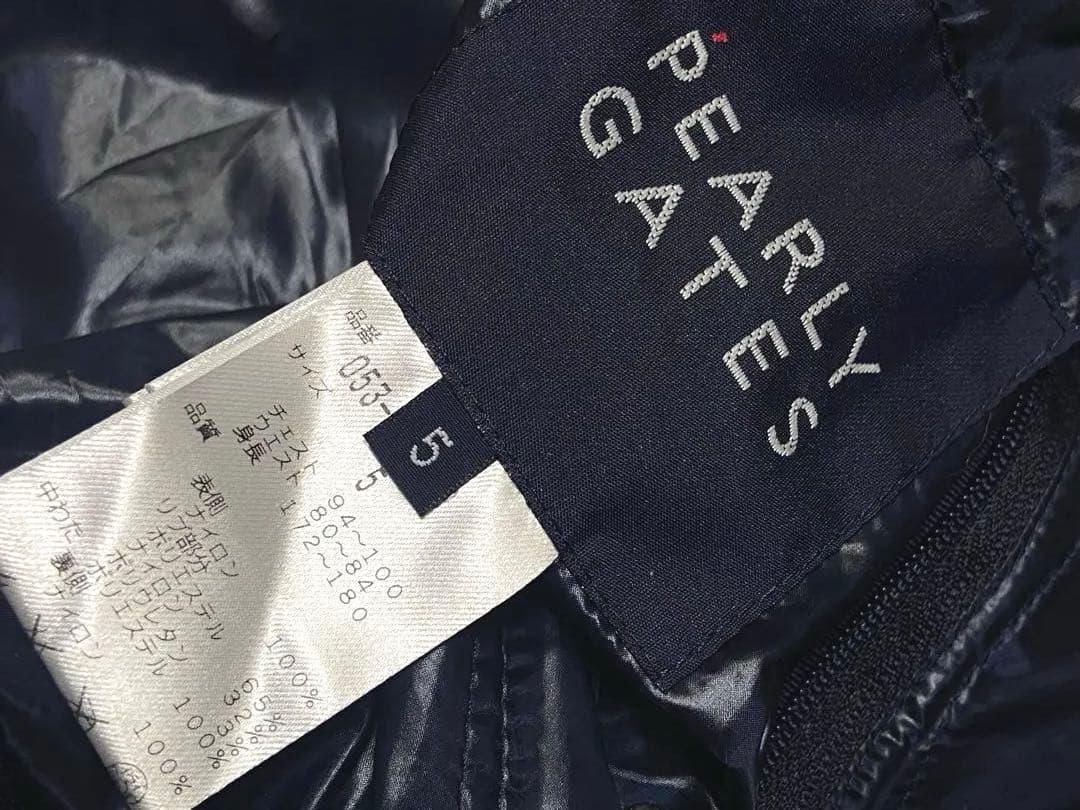 PEARLY
GATES
5
品番 053-
サイズ 5
チェスト 94~100
ウエスト 80~84
身長 172~180
品質
表側 ナイロン 100%
リブ部分
ポリエステル 65%
ナイロン 32%
ポリウレタン 3%
裏側 ナイロン 100%
中わた ポリエステル 100%